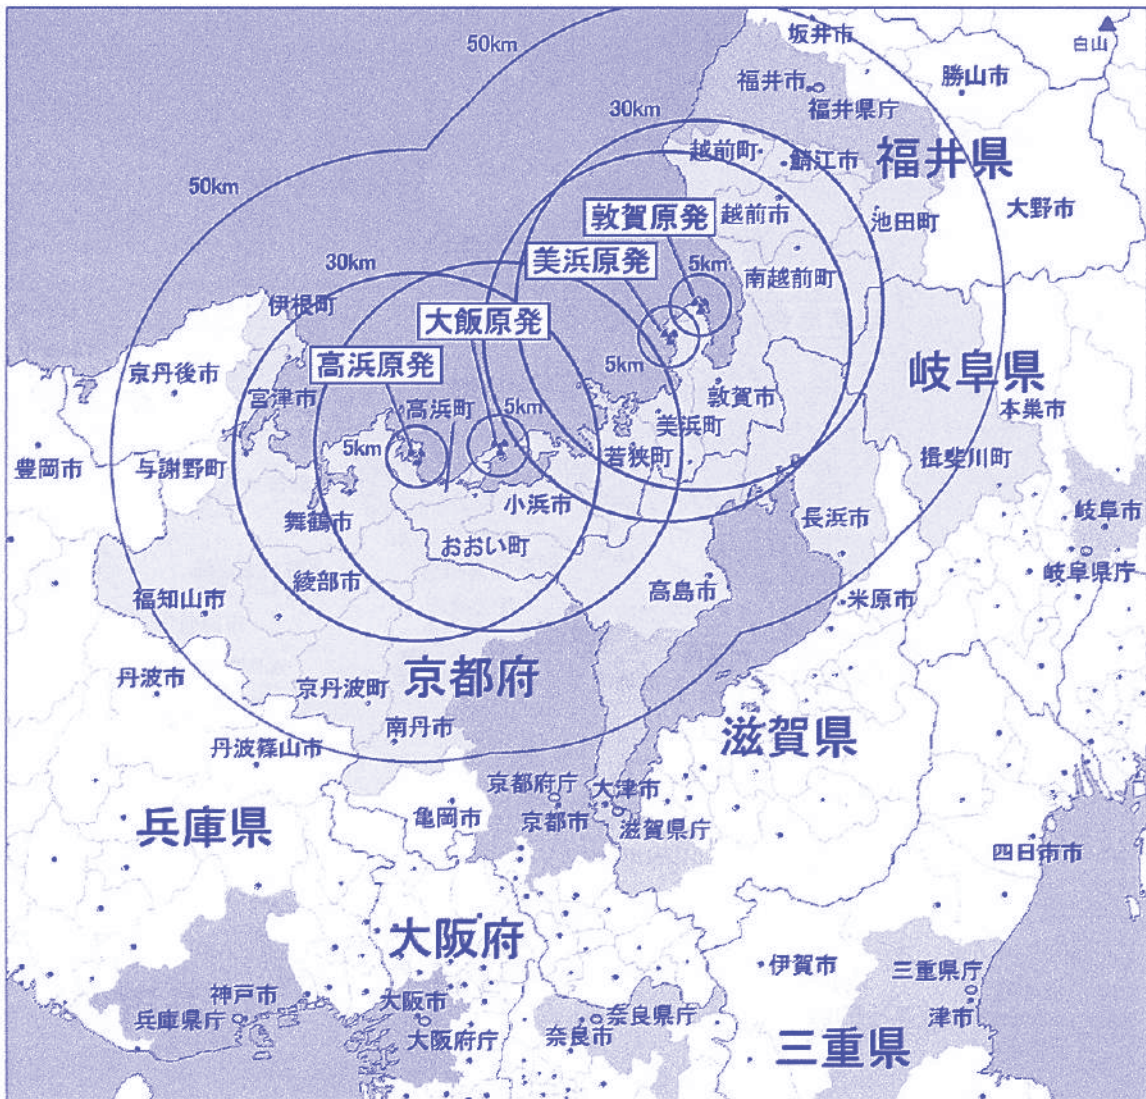 50km
坂井市
白山
福井市
勝山市
福井県庁
30km
越前町
鯖江市
福井県
50km
敦賀原発
越前市
池田町
大野市
美浜原発
30km
5km
南越前町
伊根町
大飯原発
高浜原発
5km
岐阜県
京丹後市
宮津市
高浜町
5km
敦賀市
美浜町
本巣市
豊岡市
与謝野町
5km
若狭町
揖斐川町
舞鶴市
小浜市
長浜市
岐阜市
おおい町
岐阜県庁
福知山市
綾部市
高島市
米原市
丹波市
京丹波町
京都府
南丹市
滋賀県
丹波篠山市
京都府庁
大津市
兵庫県
亀岡市
京都市
滋賀県庁
四日市市
大阪府
伊賀市
三重県庁
神戸市
大阪市
兵庫県庁
大阪府庁
奈良市
奈良県庁
津市
三重県